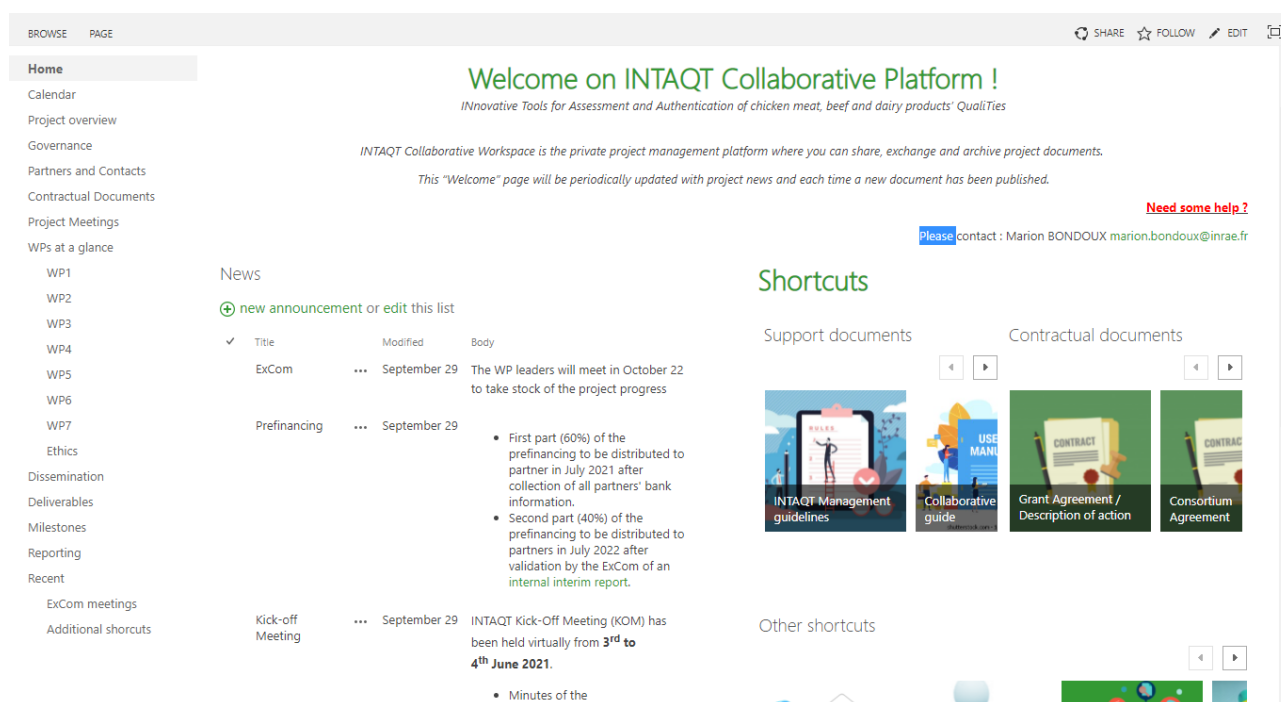 BROWSE PAGE
SHARE FOLLOW EDIT
Home
Calendar
Project overview
Governance
Partners and Contacts
Contractual Documents
Project Meetings
WPs at a glance
WP1
WP2
WP3
WP4
WP5
WP6
WP7
Ethics
Dissemination
Deliverables
Milestones
Reporting
Recent
ExCom meetings
Additional shorcuts
Welcome on INTAQT Collaborative Platform !
INnovative Tools for Assessment and Authentication of chicken meat, beef and dairy products' QualiTies
INTAQT Collaborative Workspace is the private project management platform where you can share, exchange and archive project documents.
This "Welcome" page will be periodically updated with project news and each time a new document has been published.
Need some help ?
Please contact : Marion BONDOUX marion.bondoux@inrae.fr
News
new announcement or edit this list
Title Modified Body
ExCom ... September 29 The WP leaders will meet in October 22
to take stock of the project progress
Prefinancing ... September 29
• First part (60%) of the
prefinancing to be distributed to
partner in July 2021 after
collection of all partners' bank
information.
• Second part (40%) of the
prefinancing to be distributed to
partners in July 2022 after
validation by the ExCom of an
internal interim report.
Kick-off
Meeting
... September 29 INTAQT Kick-Off Meeting (KOM) has
been held virtually from 3rd to
4th June 2021.
• Minutes of the
Shortcuts
Support documents
RULES
INTAQT Management
guidelines
USE
MANU
Collaborative
guide
Contractual documents
CONTRACT
Grant Agreement /
Description of action
CONTRAC
Consortium
Agreement
Other shortcuts